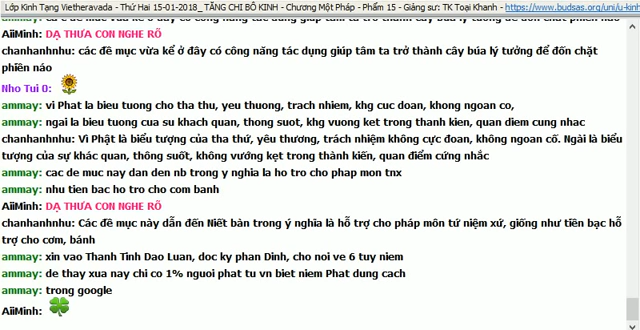 Lớp Kinh Tạng Vietheravada - Thứ Hai 15-01-2018_ TĂNG CHI BỘ KINH - Chương Một Pháp - Phẩm 15 - Giảng sư: TK Toại Khanh - https://www.budsas.org/uni/u-kinh
AiiMinh: DẠ THƯA CON NGHE RÕ
chanhanhnhu: các đề mục vừa kể ở đây có công năng tác dụng giúp tâm ta trở thành cây búa lý tưởng để đón chặt
phiền náo
Nho Tui 0:
ammay: vi Phat la bieu tuong cho tha thu, yeu thuong, trach nhiem, khg cuc doan, khong ngoan co,
ammay: ngai la bieu tuong cua su khach quan, thong suot, khg vuong ket trong thanh kien, quan diem cung nhac
chanhanhnhu: Vì Phật là biểu tượng của tha thứ, yêu thương, trách nhiệm không cực đoan, không ngoan cố. Ngài là biểu
tượng của sự khác quan, thông suốt, không vướng kẹt trong thành kiến, quan điểm cứng nhắc
ammay: cac de muc nay dan den nb trong y nghia la ho tro cho phap mon tnx
ammay: nhu tien bac ho tro cho com banh
AiiMinh: DẠ THƯA CON NGHE RÕ
chanhanhnhu: Các đề mục này dẫn đến Niết bàn trong ý nghĩa là hỗ trợ cho pháp môn tứ niệm xứ, giống như tiên bạc hỗ
trợ cho cơm, bánh
ammay: xin vao Thanh Tinh Dao Luan, doc ky phan Dinh, cho noi ve 6 tuy niem
ammay: de thay xua nay chi co 1% nguoi phat tu vn biet niem Phat dung cach
ammay: trong google
AiiMinh: